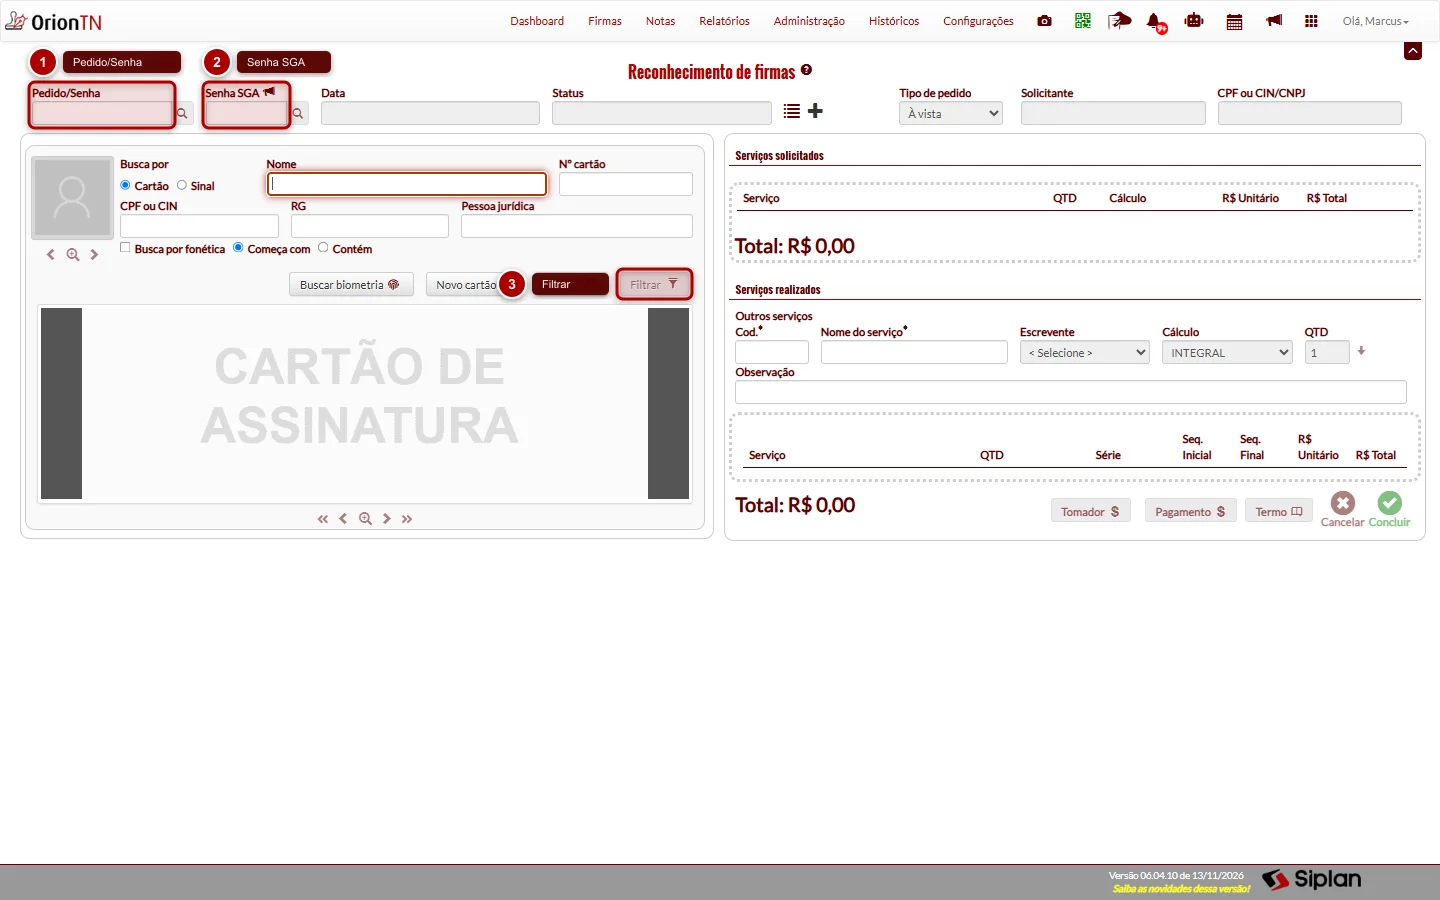 OrionTN
Dashboard Firmas Notas Relatórios Administração Históricos Configurações 9+ Olá, Marcus
1 Pedido/Senha 2 Senha SGA
Reconhecimento de firmas ?
Pedido/Senha Senha SGA Data Status Tipo de pedido Solicitante CPF ou CIN/CNPJ
À vista
Busca por Nome Nº cartão
Cartão Sinal
CPF ou CIN RG Pessoa jurídica
Busca por fonética Começa com Contém
Buscar biometria Novo cartão 3 Filtrar Filtrar
CARTÃO DE
ASSINATURA
Serviços solicitados
Serviço QTD Cálculo R$ Unitário R$ Total
Total: R$ 0,00
Serviços realizados
Outros serviços
Cod.* Nome do serviço* Escrevente Cálculo QTD
< Selecione > INTEGRAL 1
Observação
Serviço QTD Série Seq. Inicial Seq. Final R$ Unitário R$ Total
Total: R$ 0,00
Tomador $ Pagamento $ Termo Cancelar Concluir
Versão 06.04.10 de 13/11/2026
Saiba as novidades dessa versão!
Siplan